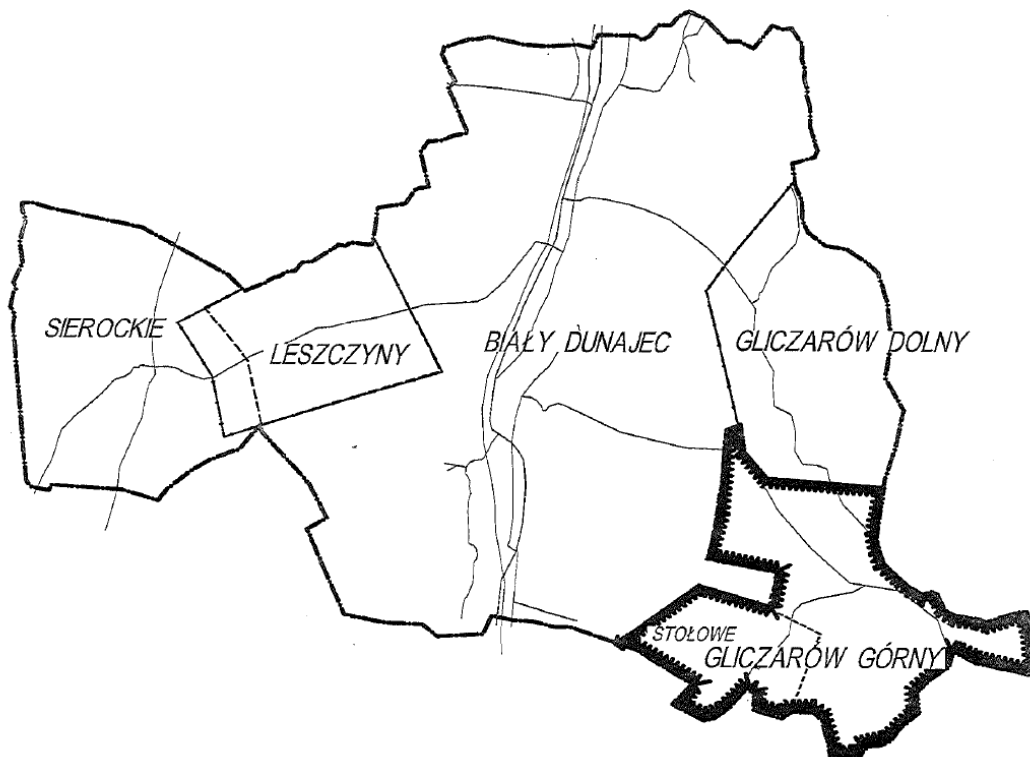 SIEROCKIE
LESZCZYNY
BIAŁY DUNAJEC
GLICZARÓW DOLNY
STOŁOWE
GLICZARÓW GÓRNY